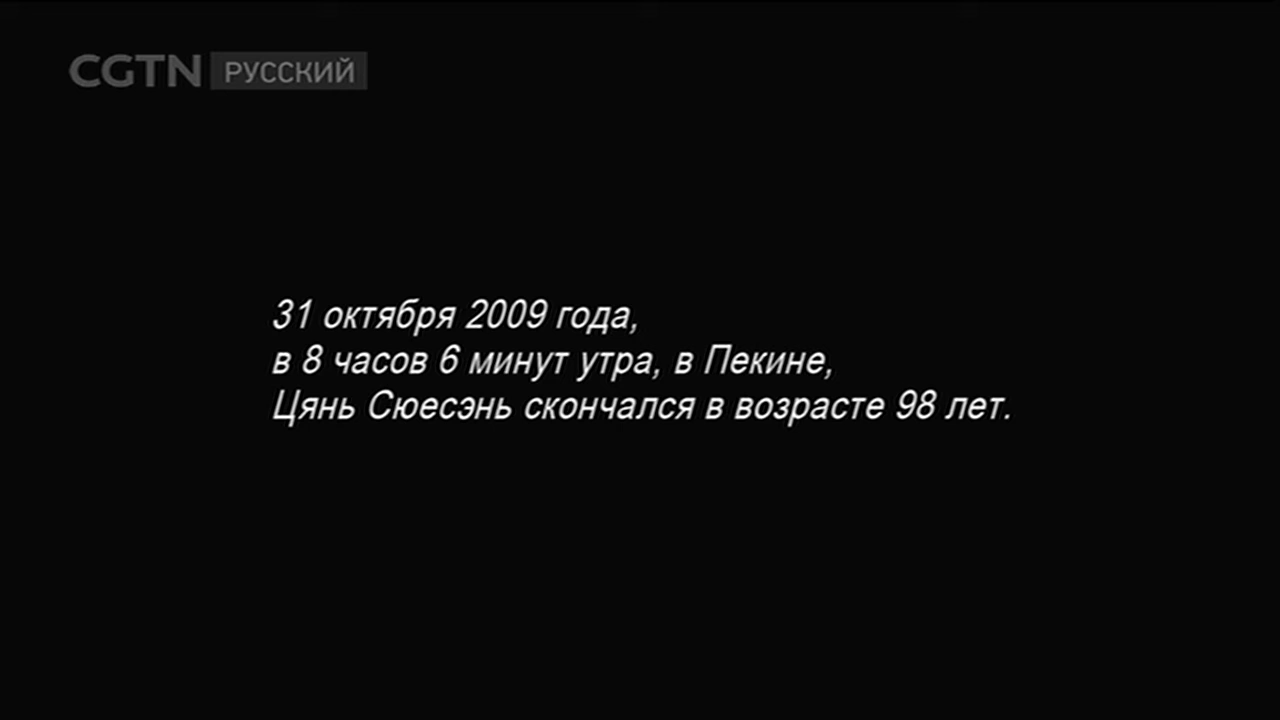 CGTN РУССКИЙ
31 октября 2009 года,
в 8 часов 6 минут утра, в Пекине,
Цянь Сюесэнь скончался в возрасте 98 лет.